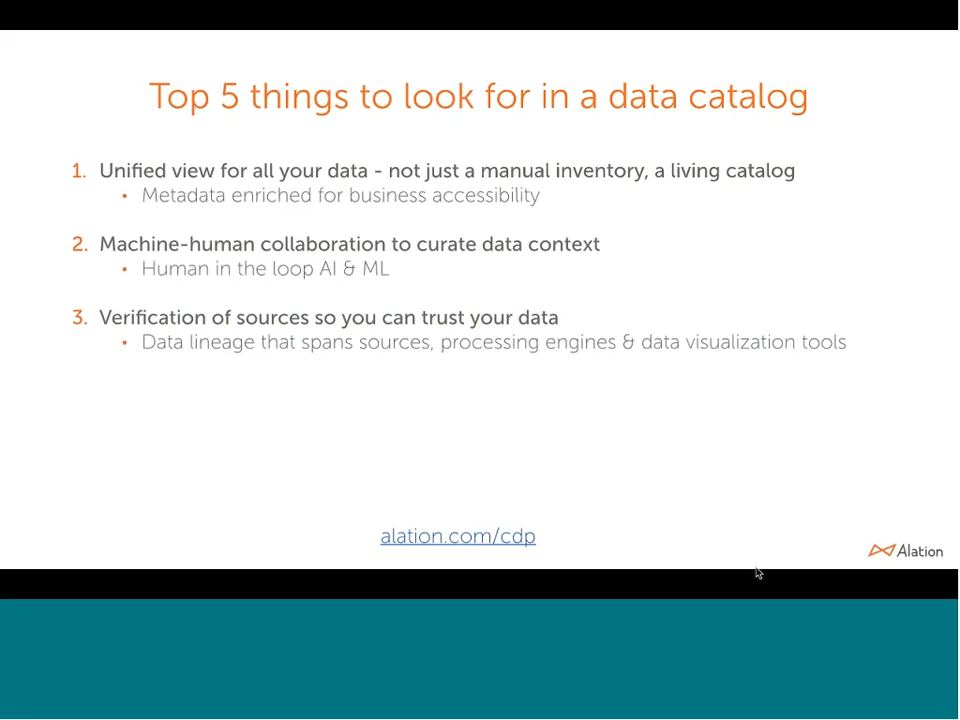 Top 5 things to look for in a data catalog
1. Unified view for all your data - not just a manual inventory, a living catalog
• Metadata enriched for business accessibility
2. Machine-human collaboration to curate data context
• Human in the loop AI & ML
3. Verification of sources so you can trust your data
• Data lineage that spans sources, processing engines & data visualization tools
alation.com/cdp
Alation